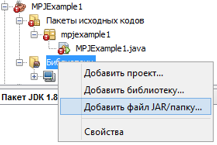 MPJExample1
Пакеты исходных кодов
mpjexample1
MPJExample1.java
Добавить проект...
Добавить библиотеку...
Добавить файл JAR/папку...
Пакет JDK 1.8
Свойства